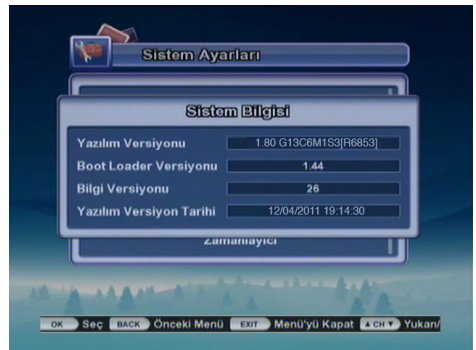 Sistem Ayarları
Sistem Bilgisi
Yazılım Versiyonu 1.80 G13C6M1S3[R6853]
Boot Loader Versiyonu 1.44
Bilgi Versiyonu 26
Yazılım Versiyon Tarihi 12/04/2011 19:14:30
Zamanlayıcı
OK Seç BACK Önceki Menü EXIT Menü'yü Kapat ▲ CH ▼ Yukarı/